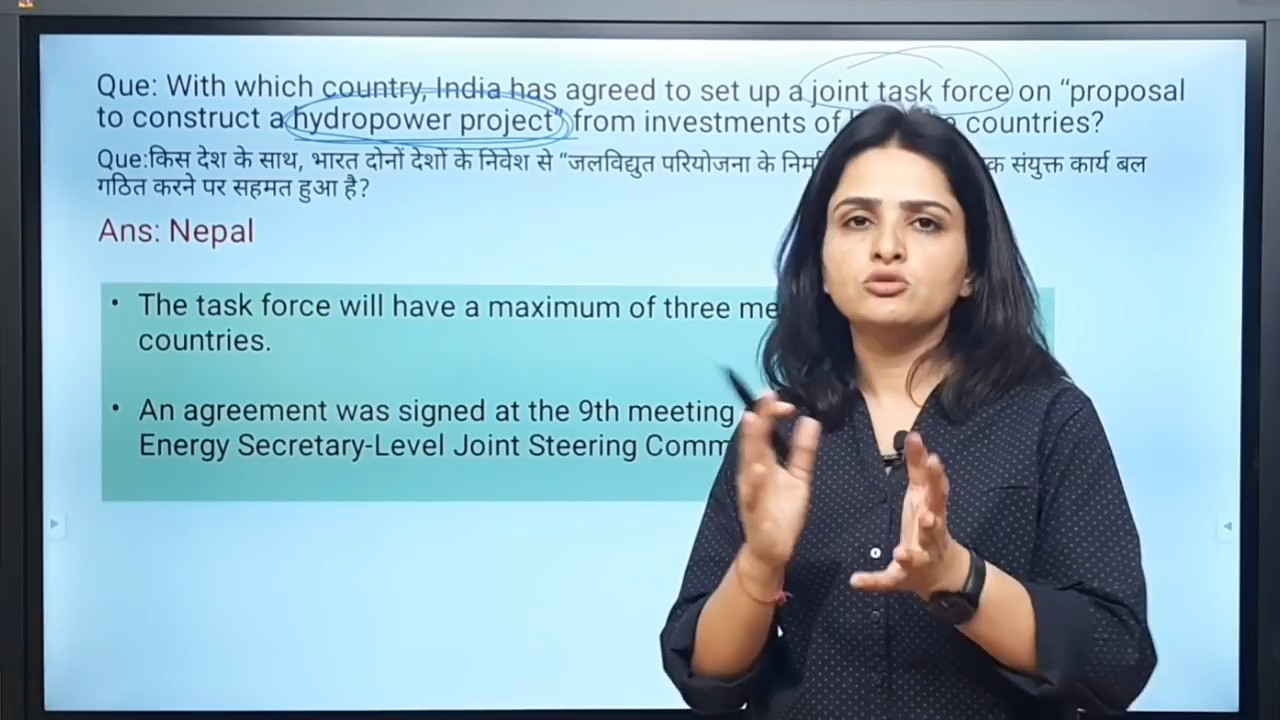 Que: With which country, India has agreed to set up a joint task force on “proposal
to construct a hydropower project” from investments of countries?
Que:किस देश के साथ, भारत दोनों देशों के निवेश से “जलविद्युत परियोजना के संयुक्त कार्य बल
गठित करने पर सहमत हुआ है?
Ans: Nepal
• The task force will have a maximum of three
countries.
• An agreement was signed at the 9th meeting
Energy Secretary-Level Joint Steering